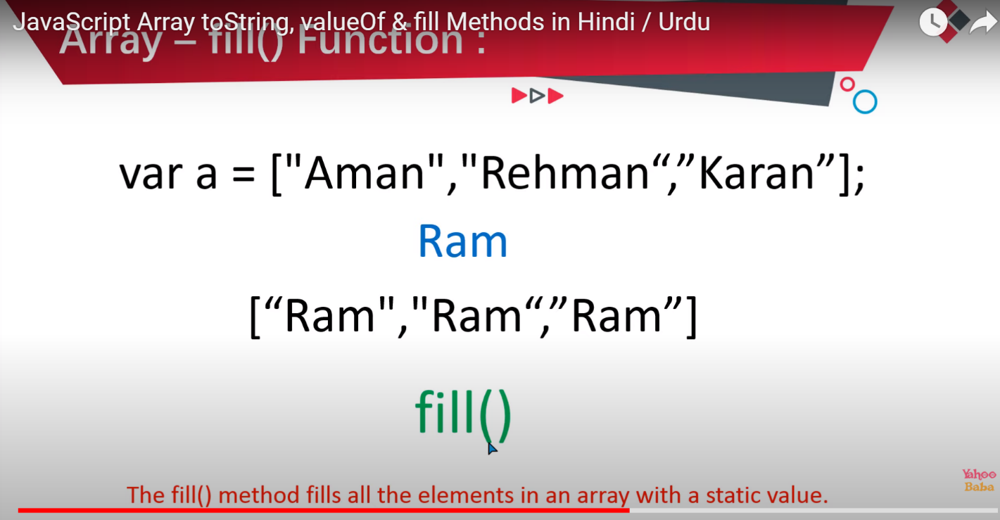 JavaScript Array toString, valueOf & fill Methods in Hindi / Urdu
Array – fill() Function :
var a = ["Aman","Rehman“,”Karan”];
Ram
[“Ram","Ram“,”Ram”]
fill()
Yahoo
Baba
The fill() method fills all the elements in an array with a static value.